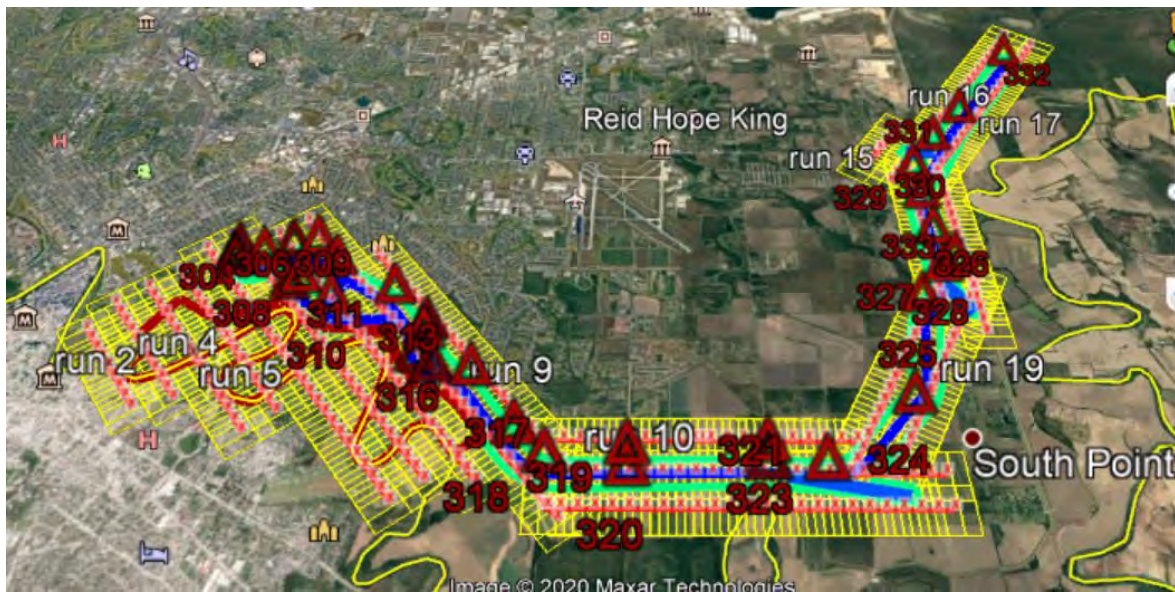 332
run 16
331
run 17
Reid Hope King
run 15
330
329
333
326
304
306
309
327
328
308
311
313
run 2
run 4
310
325
run 5
run 9
run 19
316
317
run 10
321
324
South Point
319
318
323
320
Image © 2020 Maxar Technologies
M
M
M
H
H